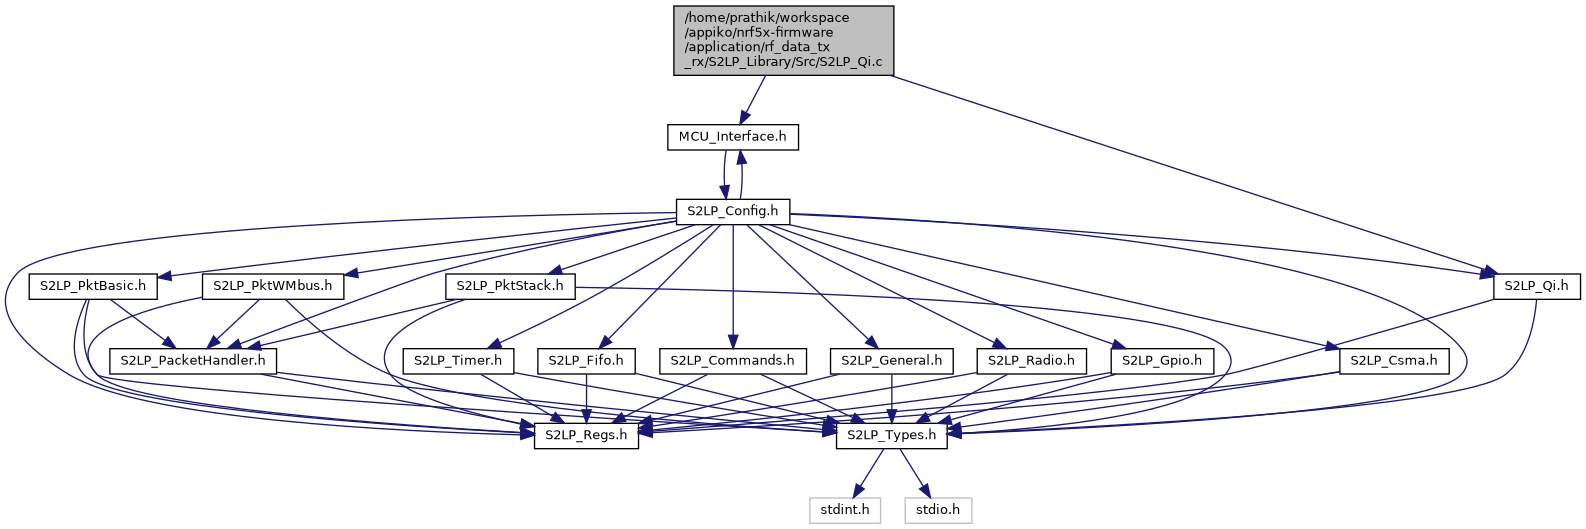 /home/prathik/workspace
/appiko/nrf5x-firmware
/application/rf_data_tx
_rx/S2LP_Library/Src/S2LP_Qi.c
MCU_Interface.h
S2LP_Config.h
S2LP_PktBasic.h
S2LP_PktWMbus.h
S2LP_PktStack.h
S2LP_Qi.h
S2LP_PacketHandler.h
S2LP_Timer.h
S2LP_Fifo.h
S2LP_Commands.h
S2LP_General.h
S2LP_Radio.h
S2LP_Gpio.h
S2LP_Csma.h
S2LP_Regs.h
S2LP_Types.h
stdint.h
stdio.h